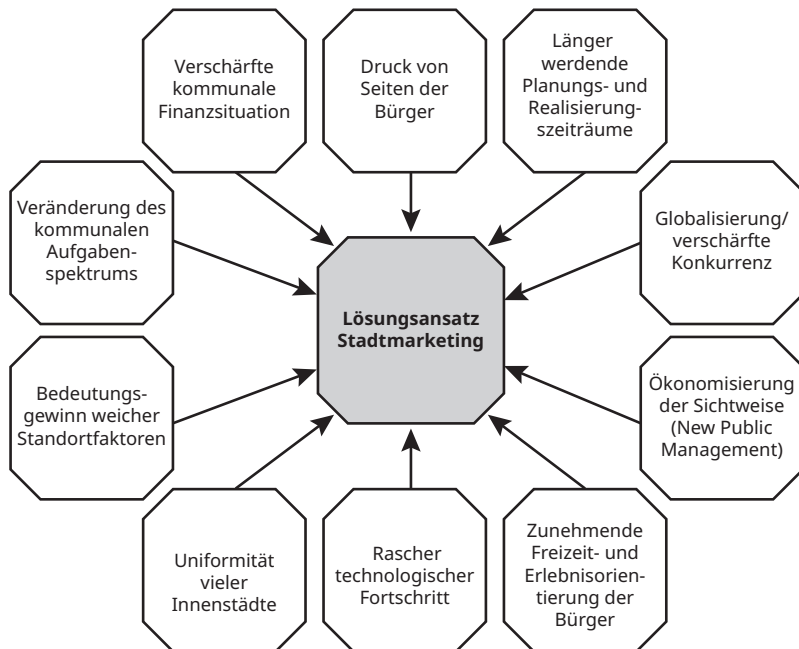 Verschärfte
kommunale
Finanzsituation
Druck von
Seiten der
Bürger
Länger
werdende
Planungs- und
Realisierung-
szeiträume
Veränderung des
kommunalen
Aufgaben-
spektrums
Globalisierung/
verschärfte
Konkurrenz
Lösungsansatz
Stadtmarketing
Bedeutungs-
gewinn weicher
Standortfaktoren
Ökonomisierung
der Sichtweise
(New Public
Management)
Uniformität
vieler
Innenstädte
Rascher
technologischer
Fortschritt
Zunehmende
Freizeit- und
Erlebnisorien-
tierung der
Bürger